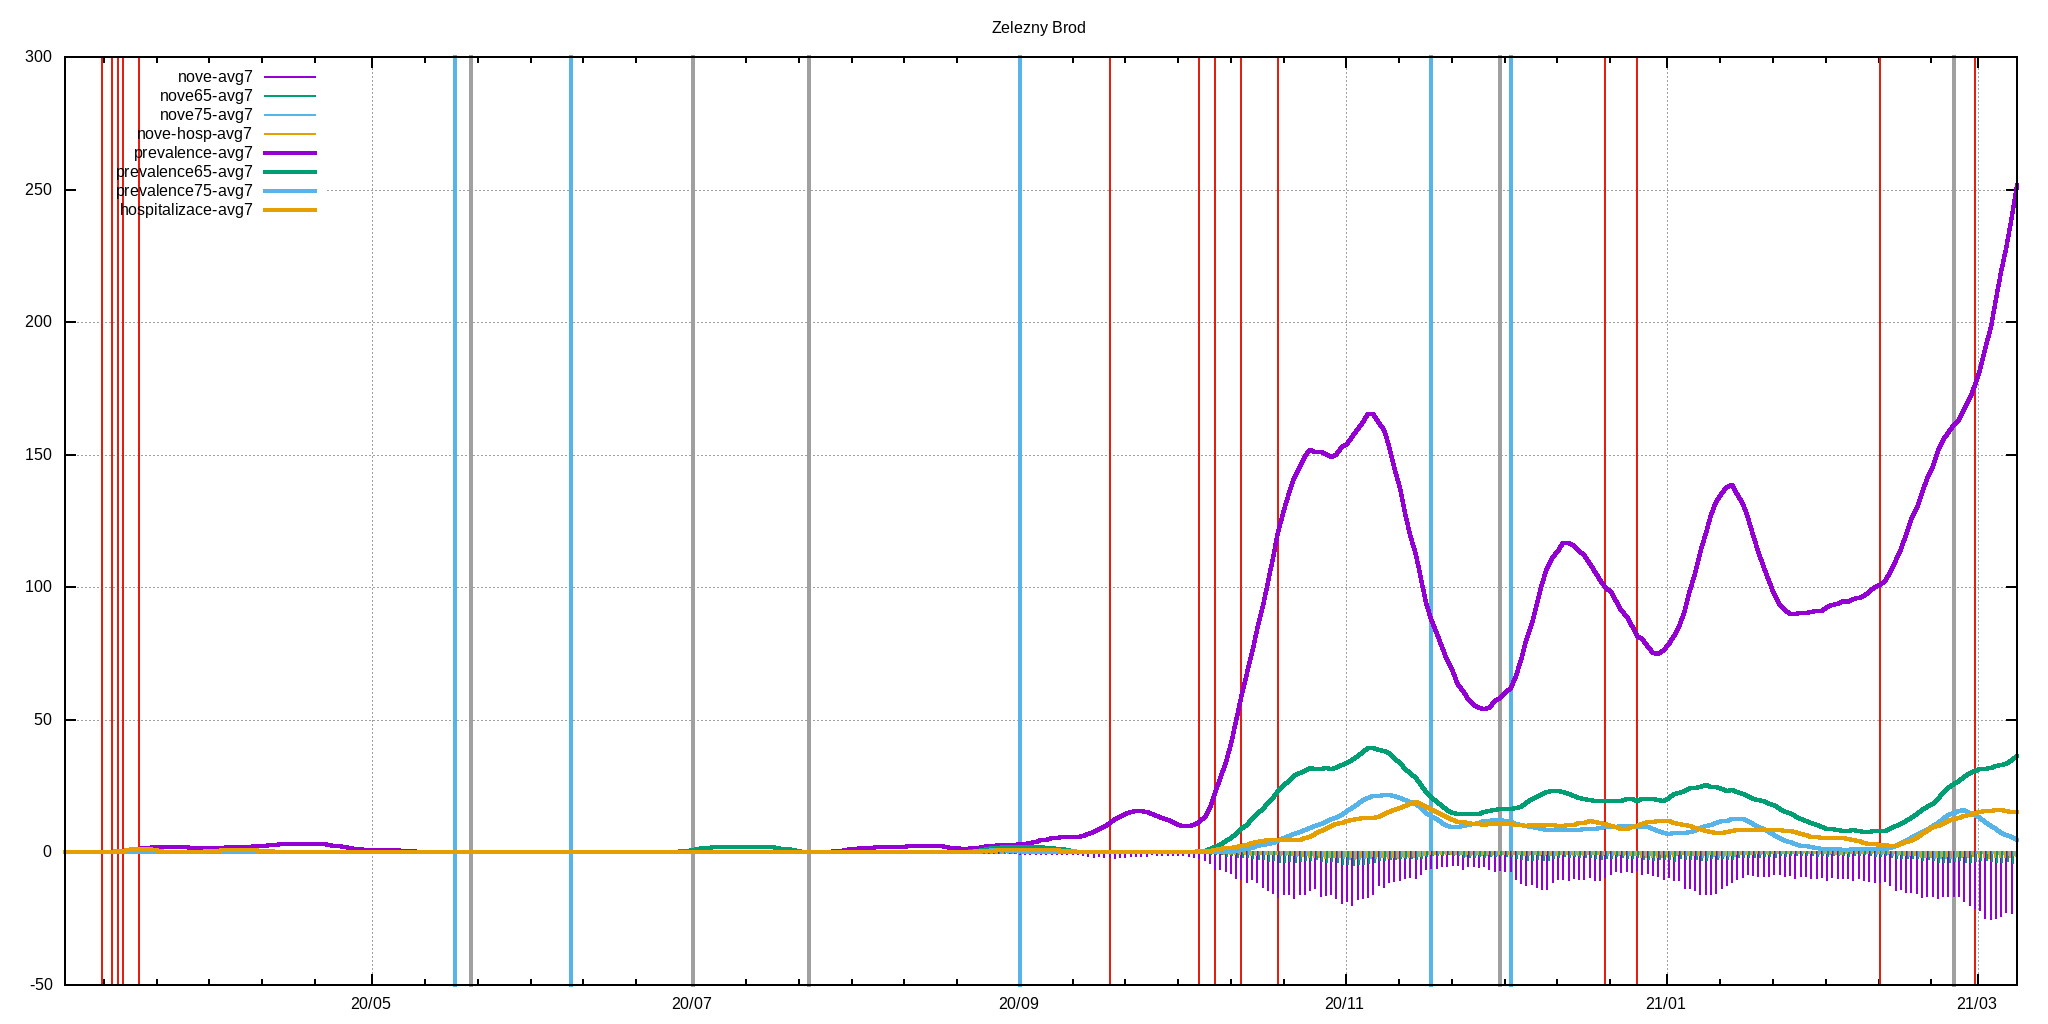 Zelezny Brod
300
250
200
150
100
50
0
-50
nove-avg7
nove65-avg7
nove75-avg7
nove-hosp-avg7
prevalence-avg7
prevalence65-avg7
prevalence75-avg7
hospitalizace-avg7
20/05
20/07
20/09
20/11
21/01
21/03